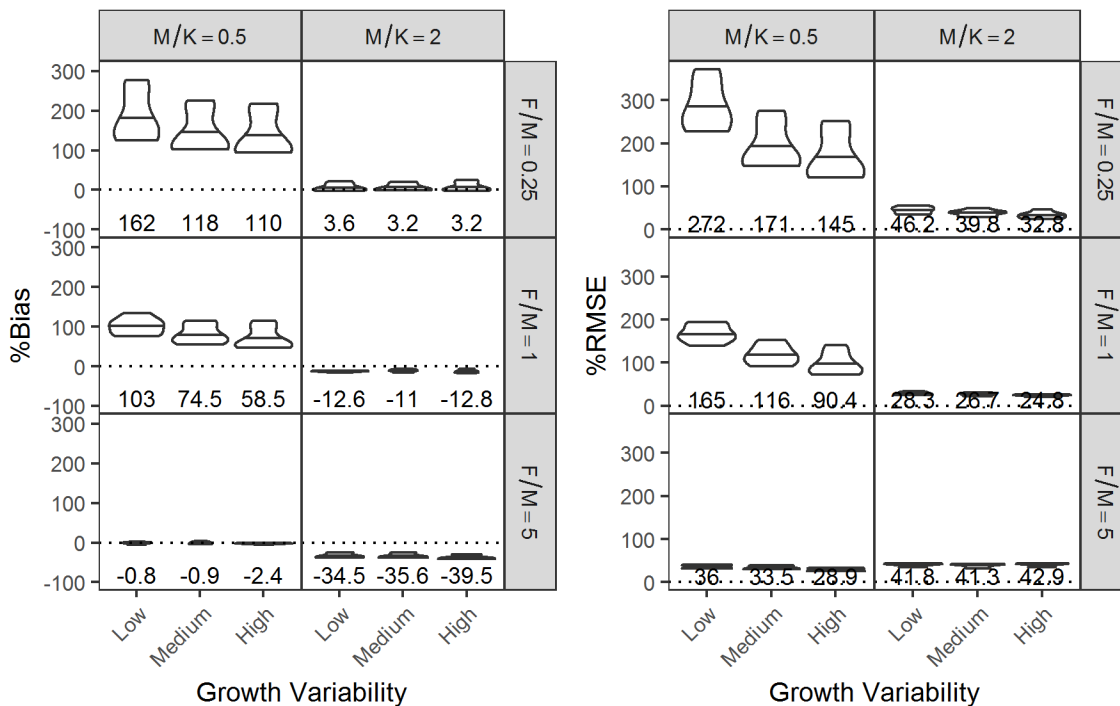 M/K = 0.5 M/K = 2
%Bias
300
200
100
0
-100
162 118 110 3.6 3.2 3.2
F/M = 0.25
300
200
100
0
-100
103 74.5 58.5 -12.6 -11 -12.8
F/M = 1
300
200
100
0
-100
-0.8 -0.9 -2.4 -34.5 -35.6 -39.5
F/M = 5
Low Medium High Low Medium High
Growth Variability
M/K = 0.5 M/K = 2
%RMSE
300
200
100
0
272 171 145 46.2 39.8 32.8
F/M = 0.25
300
200
100
0
165 116 90.4 28.3 26.7 24.8
F/M = 1
300
200
100
0
36 33.5 28.9 41.8 41.3 42.9
F/M = 5
Low Medium High Low Medium High
Growth Variability